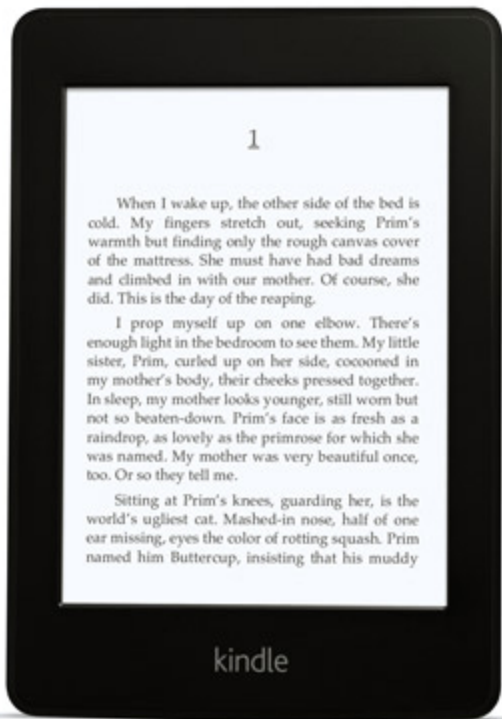 1
When I wake up, the other side of the bed is
cold. My fingers stretch out, seeking Prim's
warmth but finding only the rough canvas cover
of the mattress. She must have had bad dreams
and climbed in with our mother. Of course, she
did. This is the day of the reaping.
I prop myself up on one elbow. There's
enough light in the bedroom to see them. My little
sister, Prim, curled up on her side, cocooned in
my mother's body, their cheeks pressed together.
In sleep, my mother looks younger, still worn but
not so beaten-down. Prim's face is as fresh as a
raindrop, as lovely as the primrose for which she
was named. My mother was very beautiful once,
too. Or so they tell me.
Sitting at Prim's knees, guarding her, is the
world's ugliest cat. Mashed-in nose, half of one
ear missing, eyes the color of rotting squash. Prim
named him Buttercup, insisting that his muddy
kindle